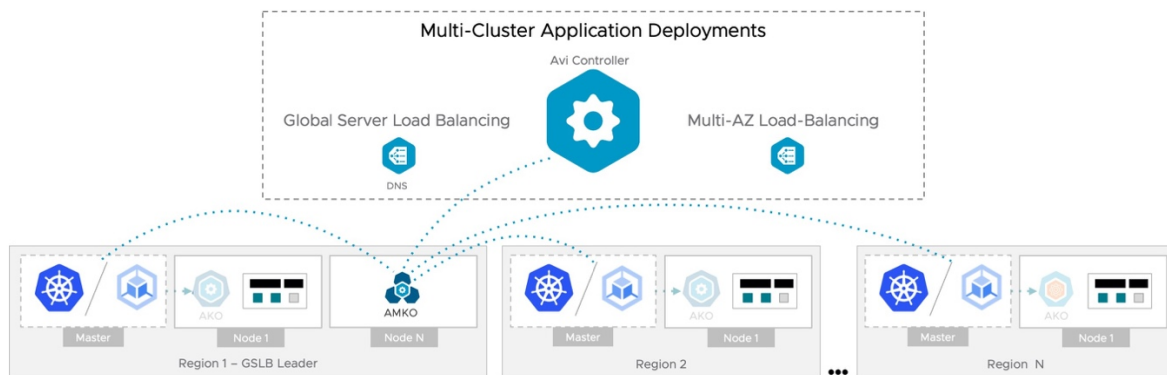 Multi-Cluster Application Deployments
Avi Controller
Global Server Load Balancing
Multi-AZ Load-Balancing
DNS
AKO
AMKO
AKO
AKO
Master
Node 1
Node N
Master
Node 1
Master
Node 1
Region 1 – GSLB Leader
Region 2
Region N